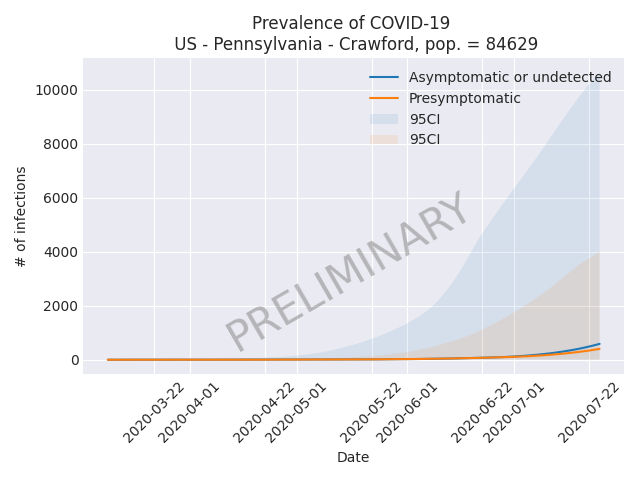 Prevalence of COVID-19
US - Pennsylvania - Crawford, pop. = 84629
Asymptomatic or undetected
Presymptomatic
95CI
95CI
# of infections
10000
8000
6000
4000
2000
0
PRELIMINARY
2020-03-22
2020-04-01
2020-04-22
2020-05-01
2020-05-22
2020-06-01
2020-06-22
2020-07-01
2020-07-22
Date